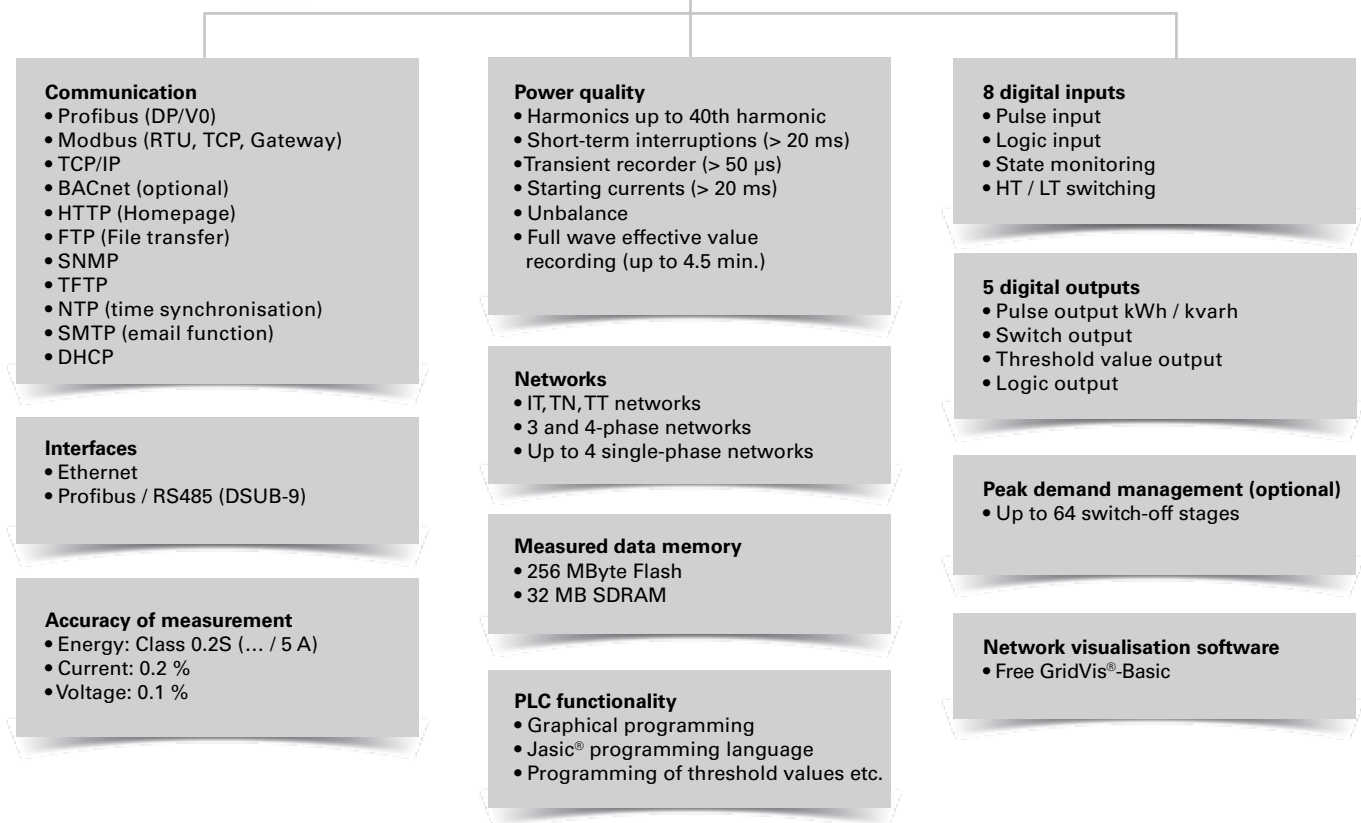 Communication
• Profibus (DP/V0)
• Modbus (RTU, TCP, Gateway)
• TCP/IP
• BACnet (optional)
• HTTP (Homepage)
• FTP (File transfer)
• SNMP
• TFTP
• NTP (time synchronisation)
• SMTP (email function)
• DHCP
Interfaces
• Ethernet
• Profibus / RS485 (DSUB-9)
Accuracy of measurement
• Energy: Class 0.2S (… / 5 A)
• Current: 0.2 %
• Voltage: 0.1 %
Power quality
• Harmonics up to 40th harmonic
• Short-term interruptions (> 20 ms)
• Transient recorder (> 50 µs)
• Starting currents (> 20 ms)
• Unbalance
• Full wave effective value
recording (up to 4.5 min.)
Networks
• IT, TN, TT networks
• 3 and 4-phase networks
• Up to 4 single-phase networks
Measured data memory
• 256 MByte Flash
• 32 MB SDRAM
PLC functionality
• Graphical programming
• Jasic® programming language
• Programming of threshold values etc.
8 digital inputs
• Pulse input
• Logic input
• State monitoring
• HT / LT switching
5 digital outputs
• Pulse output kWh / kvarh
• Switch output
• Threshold value output
• Logic output
Peak demand management (optional)
• Up to 64 switch-off stages
Network visualisation software
• Free GridVis®-Basic